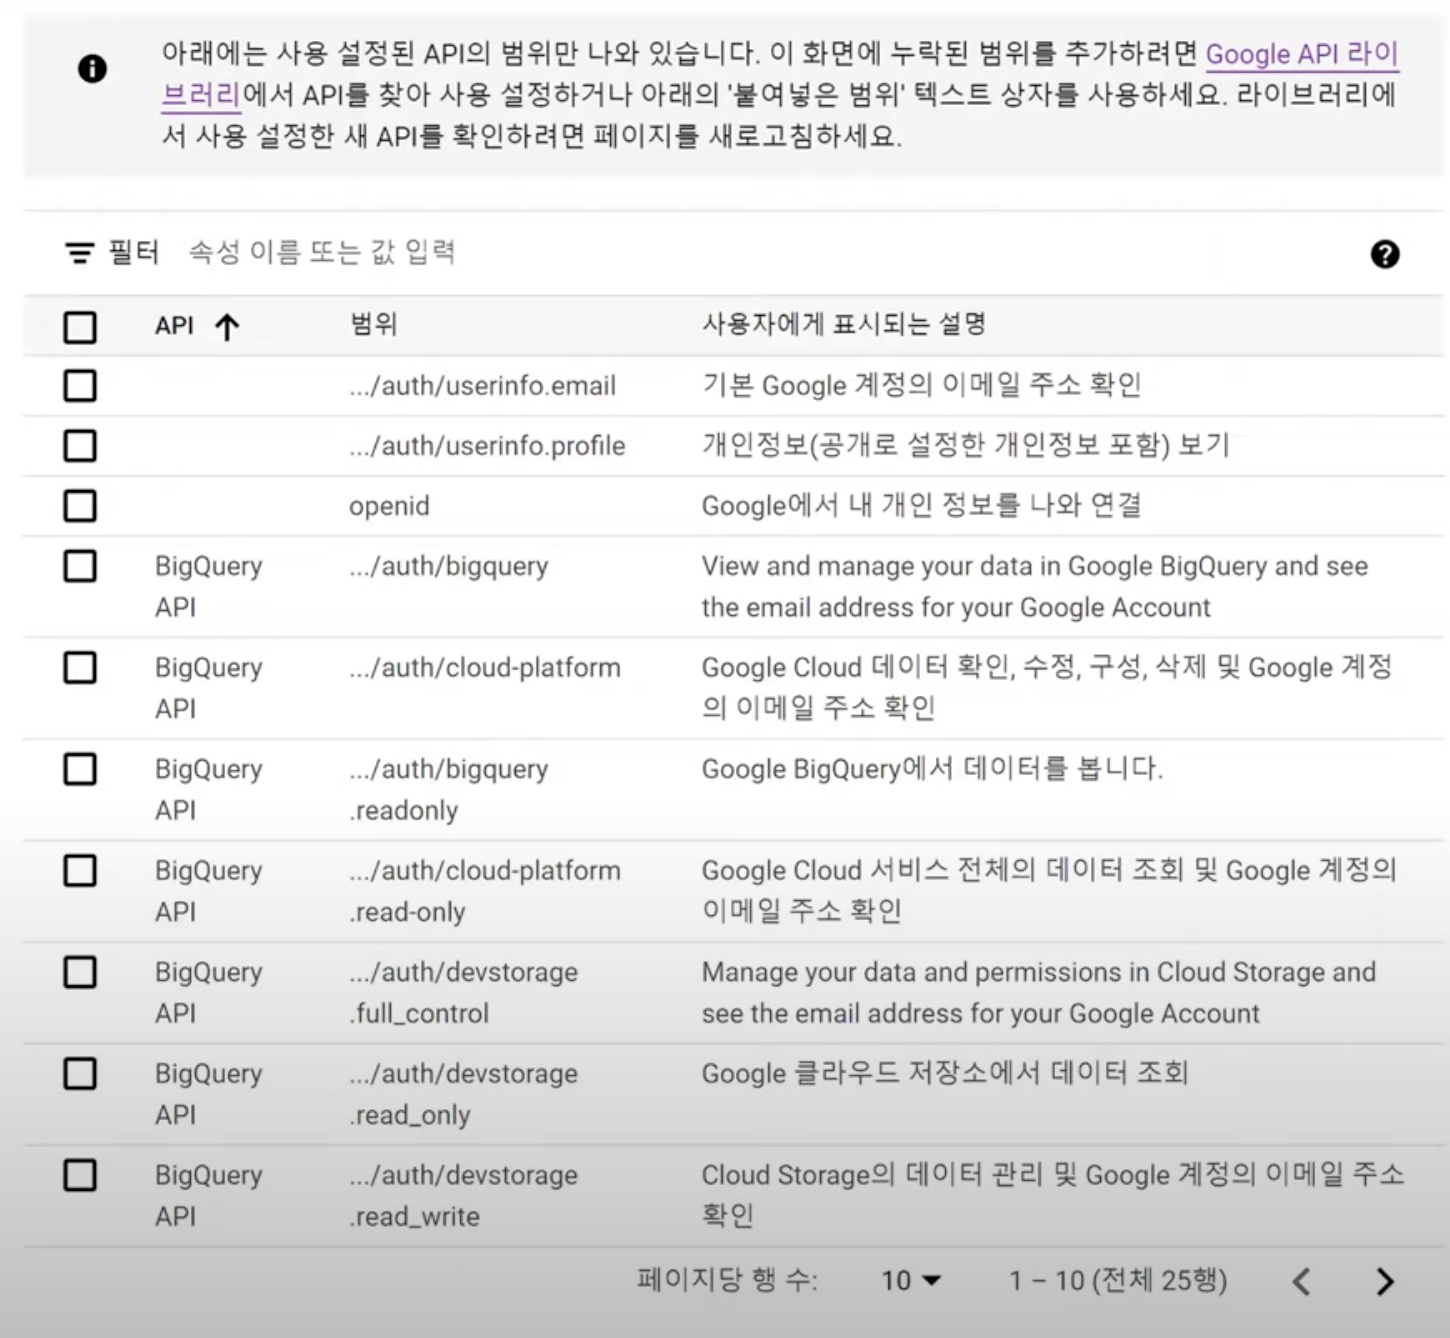 아래에는 사용 설정된 API의 범위만 나와 있습니다. 이 화면에 누락된 범위를 추가하려면 Google API 라이
브러리에서 API를 찾아 사용 설정하거나 아래의 '붙여넣은 범위' 텍스트 상자를 사용하세요. 라이브러리에
서 사용 설정한 새 API를 확인하려면 페이지를 새로고침하세요.
필터 속성 이름 또는 값 입력
API 범위 사용자에게 표시되는 설명
.../auth/userinfo.email 기본 Google 계정의 이메일 주소 확인
.../auth/userinfo.profile 개인정보(공개로 설정한 개인정보 포함) 보기
openid Google에서 내 개인 정보를 나와 연결
BigQuery .../auth/bigquery View and manage your data in Google BigQuery and see
API the email address for your Google Account
BigQuery .../auth/cloud-platform Google Cloud 데이터 확인, 수정, 구성, 삭제 및 Google 계정
API 의 이메일 주소 확인
BigQuery .../auth/bigquery Google BigQuery에서 데이터를 봅니다.
API .readonly
BigQuery .../auth/cloud-platform Google Cloud 서비스 전체의 데이터 조회 및 Google 계정의
API .read-only 이메일 주소 확인
BigQuery .../auth/devstorage Manage your data and permissions in Cloud Storage and
API .full_control see the email address for your Google Account
BigQuery .../auth/devstorage Google 클라우드 저장소에서 데이터 조회
API .read_only
BigQuery .../auth/devstorage Cloud Storage의 데이터 관리 및 Google 계정의 이메일 주소
API .read_write 확인
페이지당 행 수: 10 1 – 10 (전체 25행)